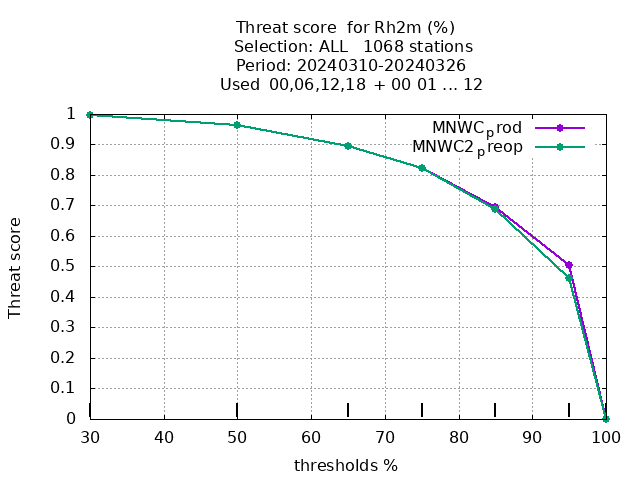 Threat score  for Rh2m (%)
Selection: ALL   1068 stations
Period: 20240310-20240326
Used  00,06,12,18  + 00 01 ... 12
MNWCprod
MNWC2preop
1
0.9
0.8
0.7
0.6
0.5
0.4
0.3
0.2
0.1
0
Threat score
30 40 50 60 70 80 90 100
thresholds %